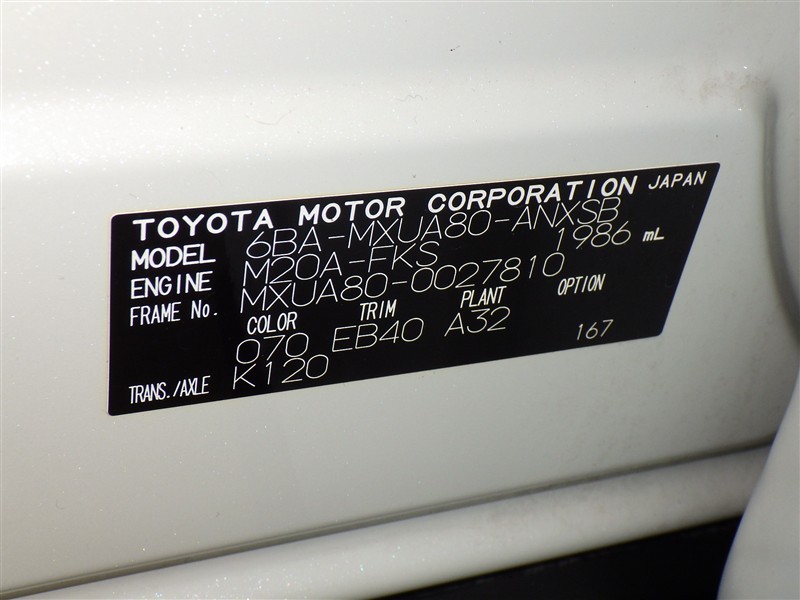 TOYOTA MOTOR CORPORATION JAPAN
MODEL 6BA-MXUA80-ANXSB
ENGINE M20A-FKS 1986 mL
FRAME No. MXUA80-0027810
COLOR TRIM PLANT OPTION
070 EB40 A32 167
TRANS./AXLE K120